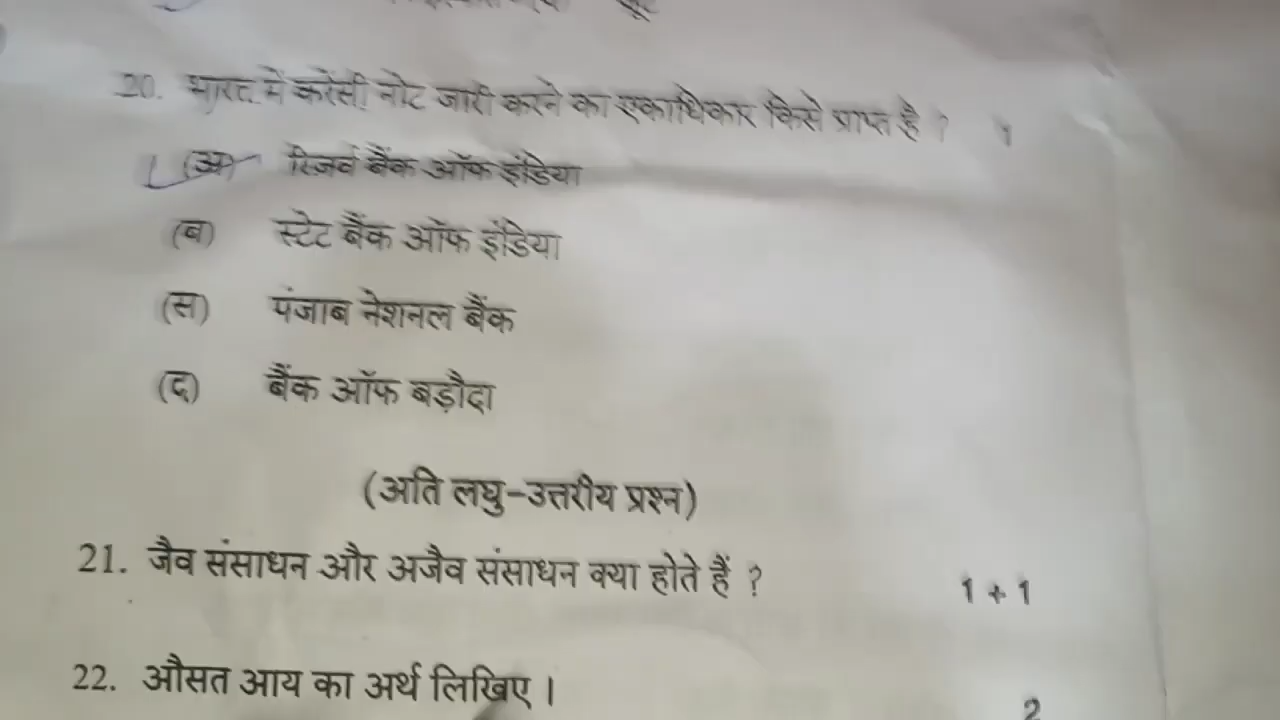 20. भारत में करेंसी नोट जारी करने का एकाधिकार किसे प्राप्त है ? 1
(अ) रिजर्व बैंक ऑफ इंडिया
(ब) स्टेट बैंक ऑफ इंडिया
(स) पंजाब नेशनल बैंक
(द) बैंक ऑफ बड़ौदा
(अति लघु-उत्तरीय प्रश्न)
21. जैव संसाधन और अजैव संसाधन क्या होते हैं ? 1 + 1
22. औसत आय का अर्थ लिखिए । 2